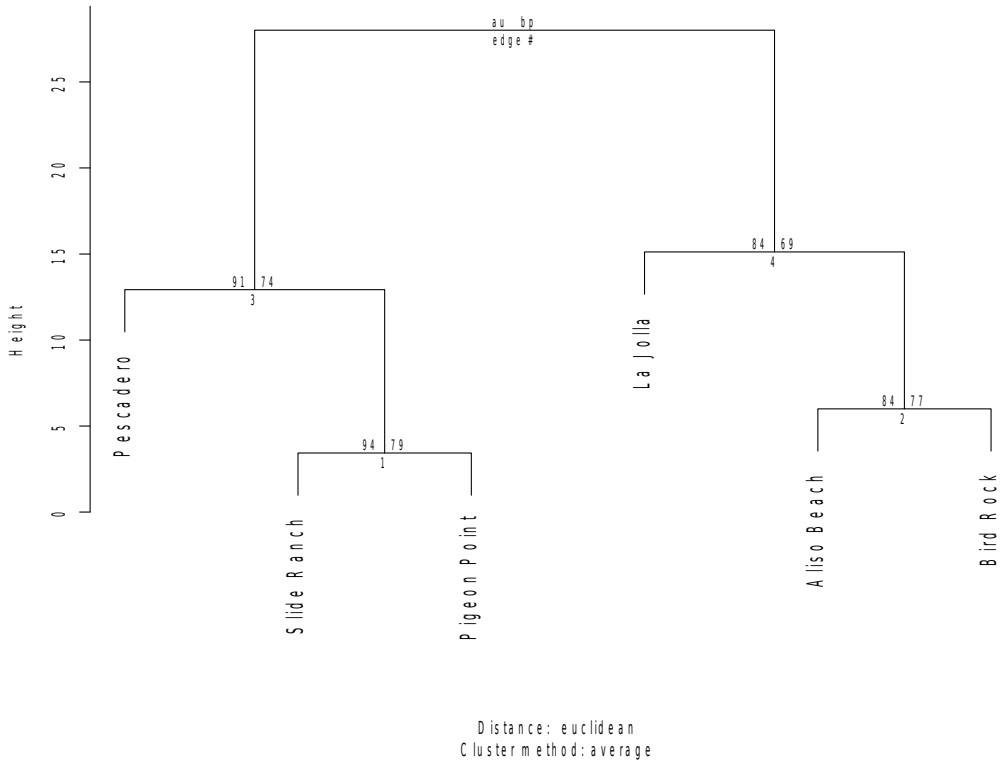 au bp
edge #
25
20
15
10
5
0
Height
84 69
4
91 74
3
84 77
2
94 79
1
Pescadero
Slide Ranch
Pigeon Point
La Jolla
Aliso Beach
Bird Rock
Distance: euclidean
Cluster method: average